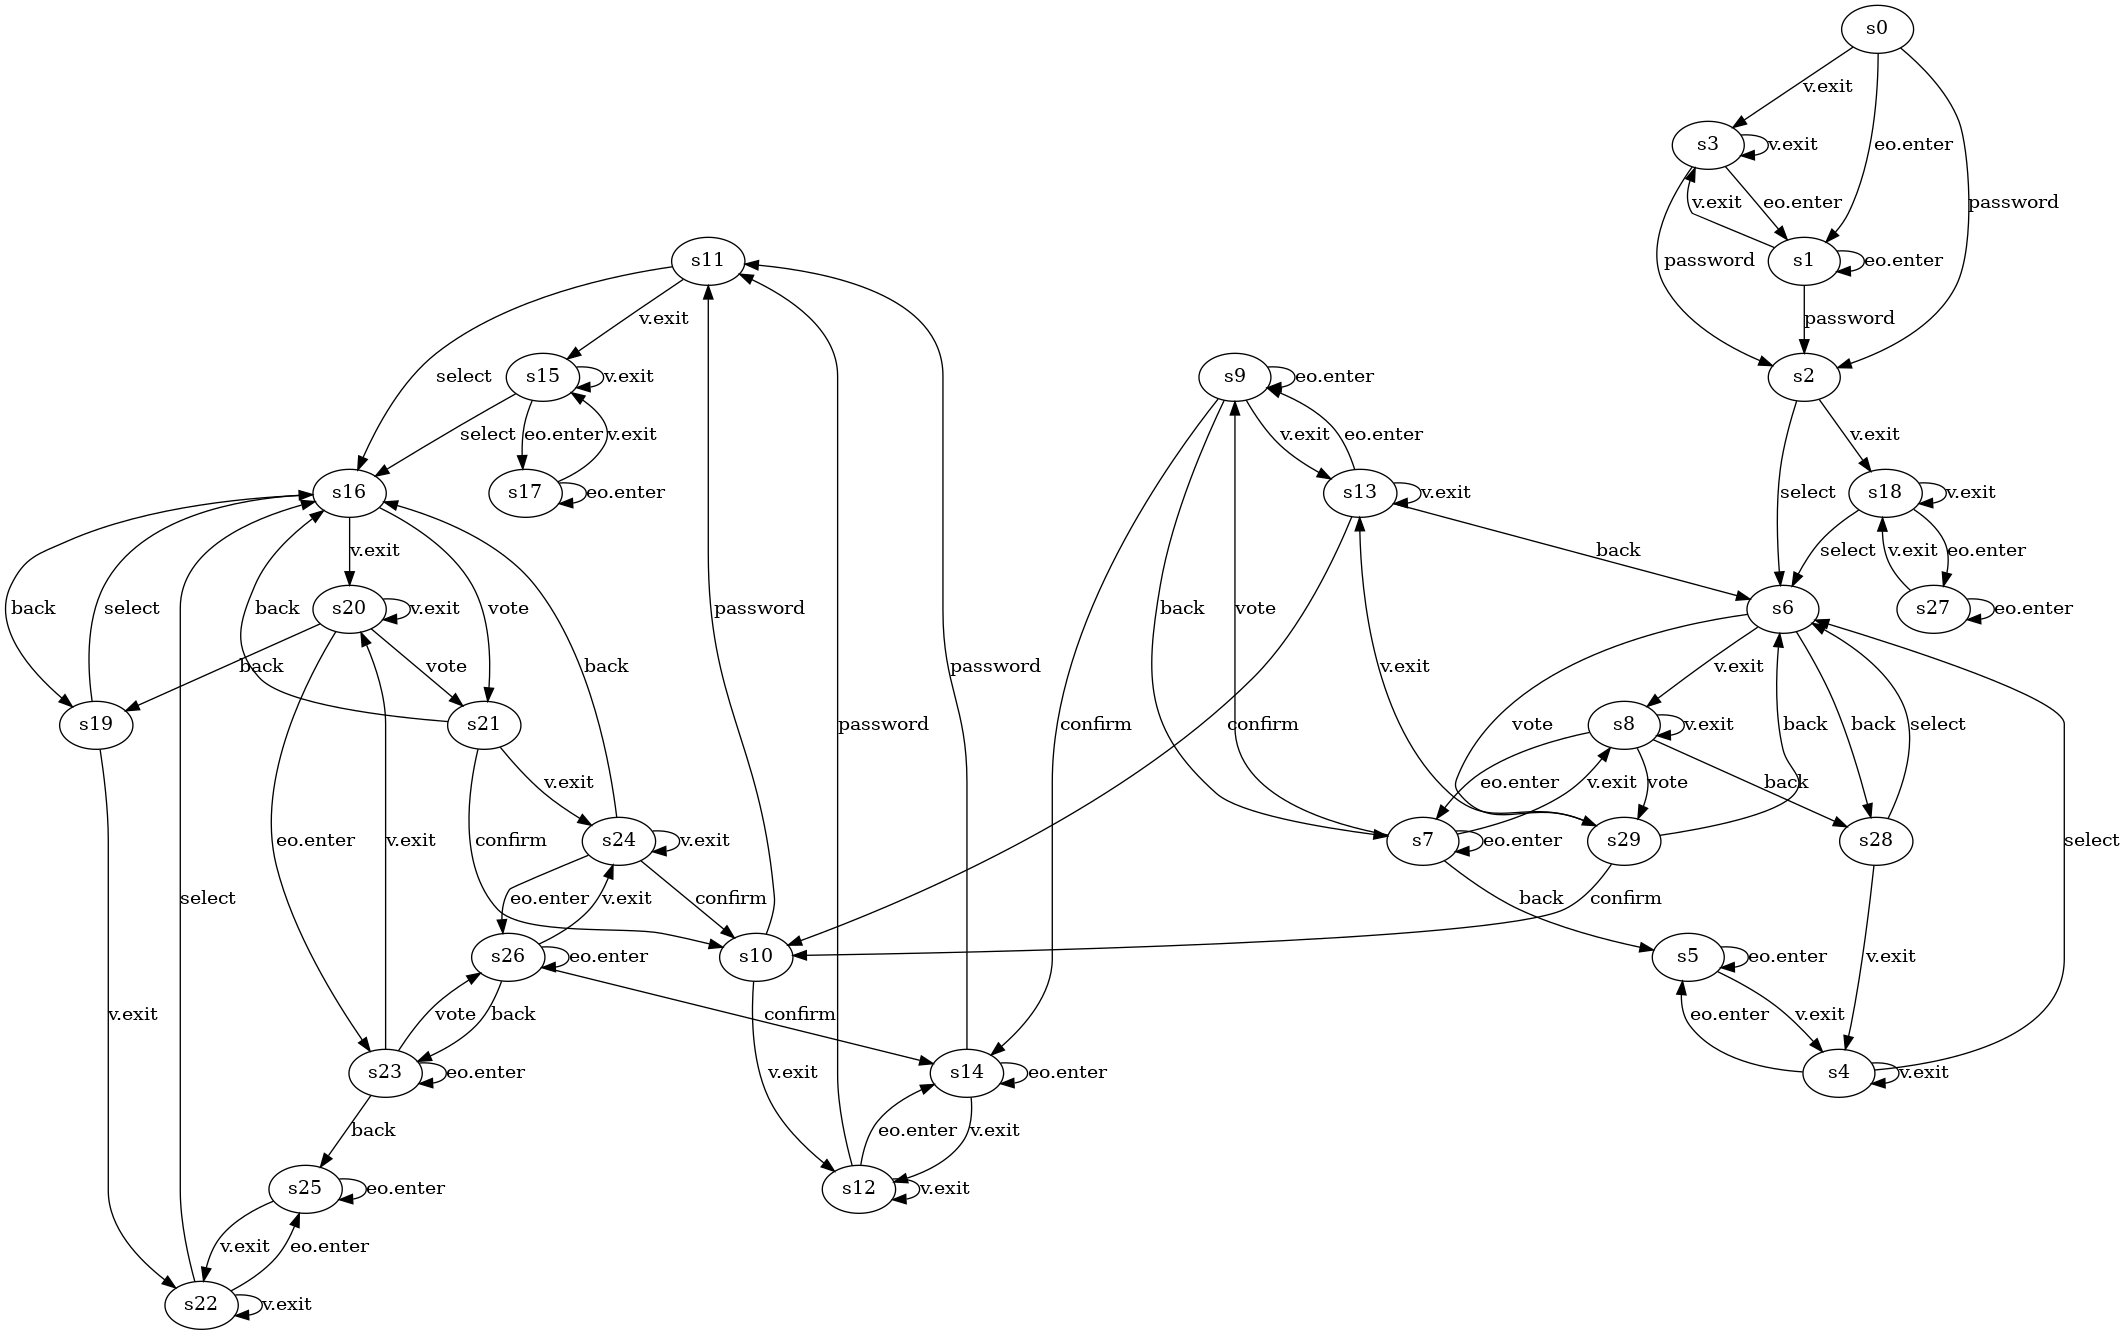 s0
v.exit
s3
v.exit
eo.enter
v.exit
eo.enter
password
s11
password
s1
eo.enter
v.exit
password
s15
v.exit
s9
eo.enter
s2
select
select
eo.enter
v.exit
v.exit
eo.enter
v.exit
s16
s17
eo.enter
s13
v.exit
select
s18
v.exit
v.exit
back
select
v.exit
eo.enter
back
select
back
s20
v.exit
vote
password
back
vote
s6
s27
eo.enter
back
vote
back
password
v.exit
v.exit
s19
s21
password
confirm
confirm
vote
s8
v.exit
back
back
select
v.exit
eo.enter
v.exit
vote
back
eo.enter
v.exit
confirm
s24
v.exit
s7
eo.enter
s29
s28
select
select
eo.enter
v.exit
confirm
back
confirm
s26
eo.enter
s10
s5
eo.enter
v.exit
v.exit
vote
back
confirm
eo.enter
v.exit
s23
eo.enter
v.exit
s14
eo.enter
s4
v.exit
back
eo.enter
v.exit
s25
eo.enter
s12
v.exit
v.exit
eo.enter
s22
v.exit